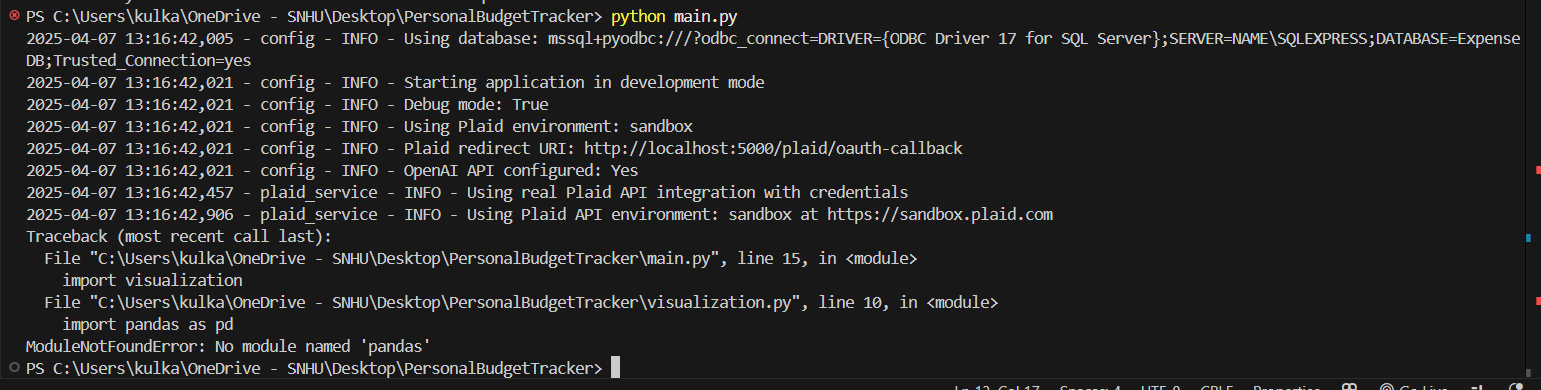 PS C:\Users\kulka\OneDrive - SNHU\Desktop\PersonalBudgetTracker> python main.py
2025-04-07 13:16:42,005 - config - INFO - Using database: mssql+pyodbc:///?odbc_connect=DRIVER={ODBC Driver 17 for SQL Server};SERVER=NAME\SQLEXPRESS;DATABASE=Expense
DB;Trusted_Connection=yes
2025-04-07 13:16:42,021 - config - INFO - Starting application in development mode
2025-04-07 13:16:42,021 - config - INFO - Debug mode: True
2025-04-07 13:16:42,021 - config - INFO - Using Plaid environment: sandbox
2025-04-07 13:16:42,021 - config - INFO - Plaid redirect URI: http://localhost:5000/plaid/oauth-callback
2025-04-07 13:16:42,021 - config - INFO - OpenAI API configured: Yes
2025-04-07 13:16:42,457 - plaid_service - INFO - Using real Plaid API integration with credentials
2025-04-07 13:16:42,906 - plaid_service - INFO - Using Plaid API environment: sandbox at https://sandbox.plaid.com
Traceback (most recent call last):
  File "C:\Users\kulka\OneDrive - SNHU\Desktop\PersonalBudgetTracker\main.py", line 15, in <module>
    import visualization
  File "C:\Users\kulka\OneDrive - SNHU\Desktop\PersonalBudgetTracker\visualization.py", line 10, in <module>
    import pandas as pd
ModuleNotFoundError: No module named 'pandas'
PS C:\Users\kulka\OneDrive - SNHU\Desktop\PersonalBudgetTracker>